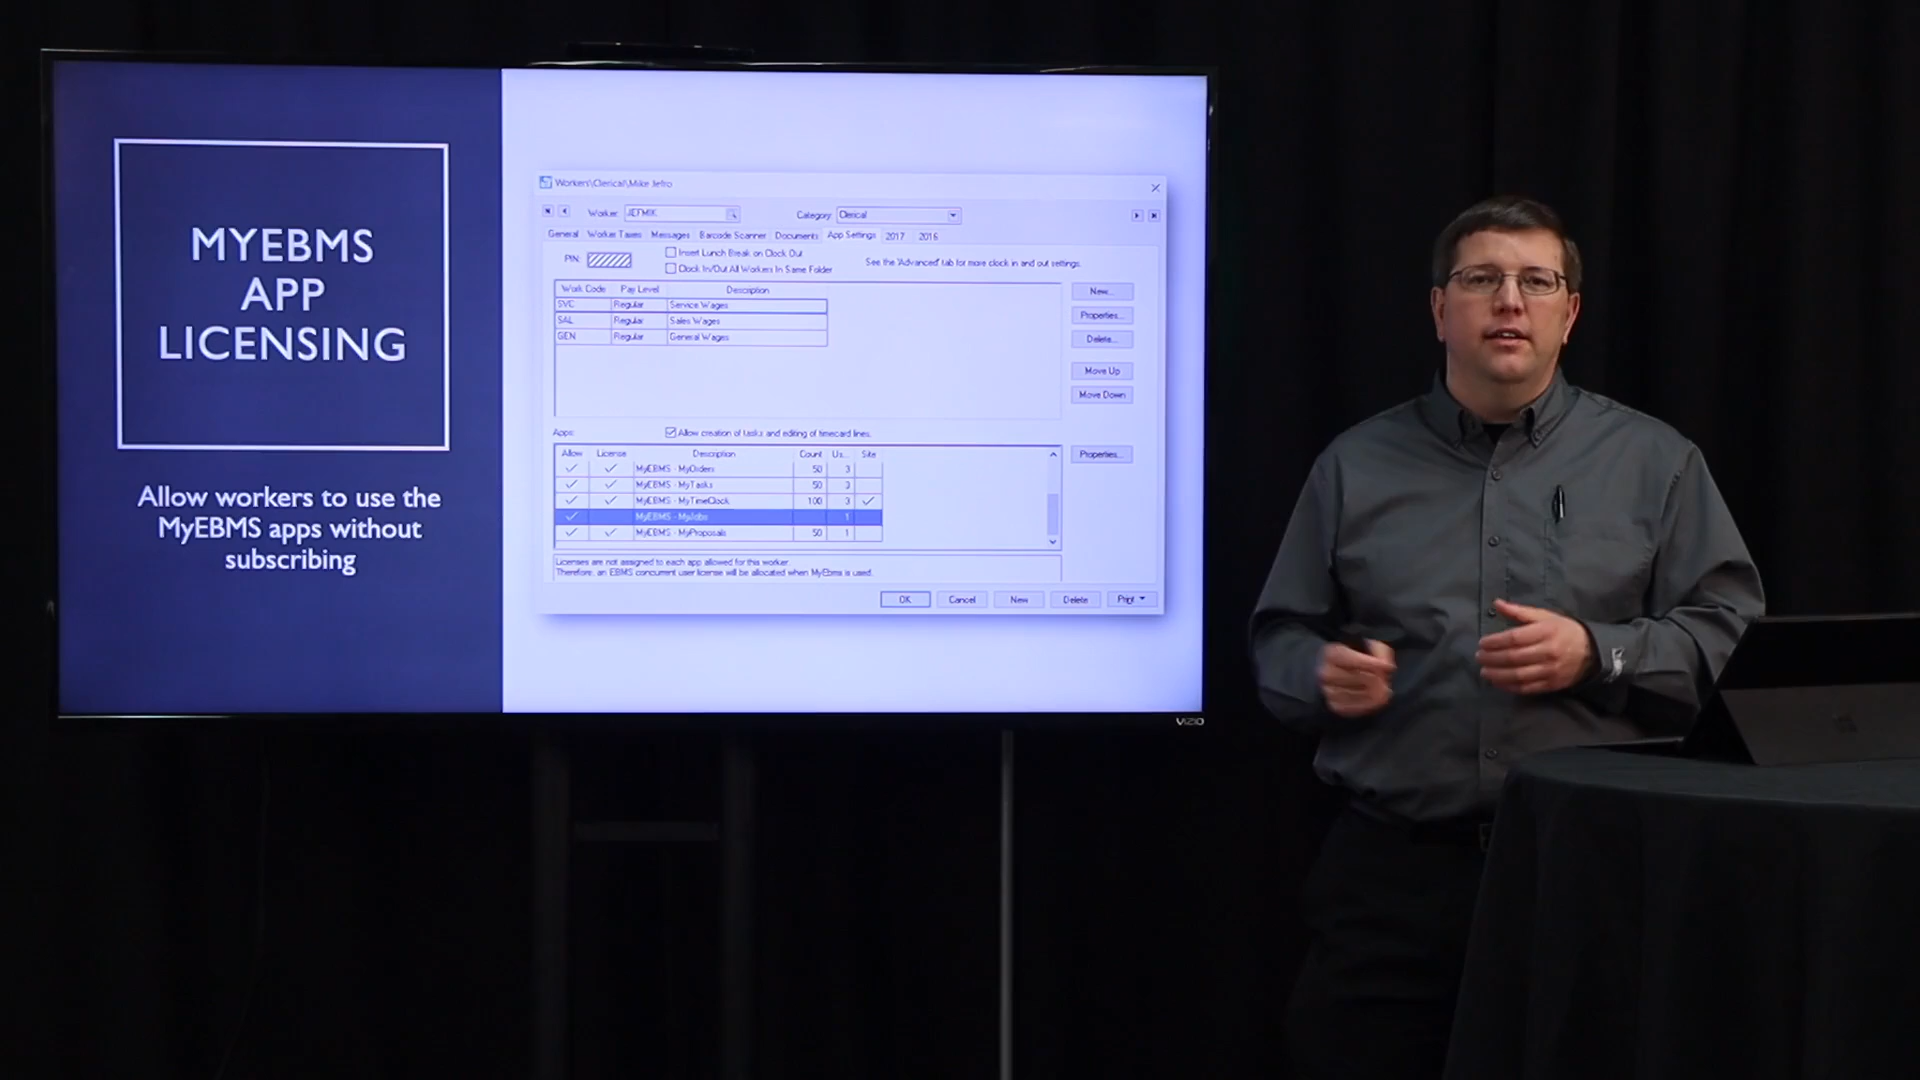 MYEBMS
APP
LICENSING
Allow workers to use the
MyEBMS apps without
subscribing
Workers\Clerical\Mike Jefro
Worker: JEFMIK Category: Clerical
General Worker Taxes Messages Barcode Scanner Documents App Settings 2017 2016
PIN: Insert Lunch Break on Clock Out
Clock In/Out All Workers In Same Folder
See the 'Advanced' tab for more clock in and out settings.
Work Code Pay Level Description
SVC Regular Service Wages
SAL Regular Sales Wages
GEN Regular General Wages
New...
Properties...
Delete...
Move Up
Move Down
Apps: Allow creation of tasks and editing of timecard lines.
Allow License Description Count Us... Site
MyEBMS - MyOrders 50 3
MyEBMS - MyTasks 50 3
MyEBMS - MyTimeClock 100 3
MyEBMS - MyJobs 1
MyEBMS - MyProposals 50 1
Properties...
Licenses are not assigned to each app allowed for this worker.
Therefore, an EBMS concurrent user license will be allocated when MyEbms is used.
OK Cancel New Delete Print
VIZIO